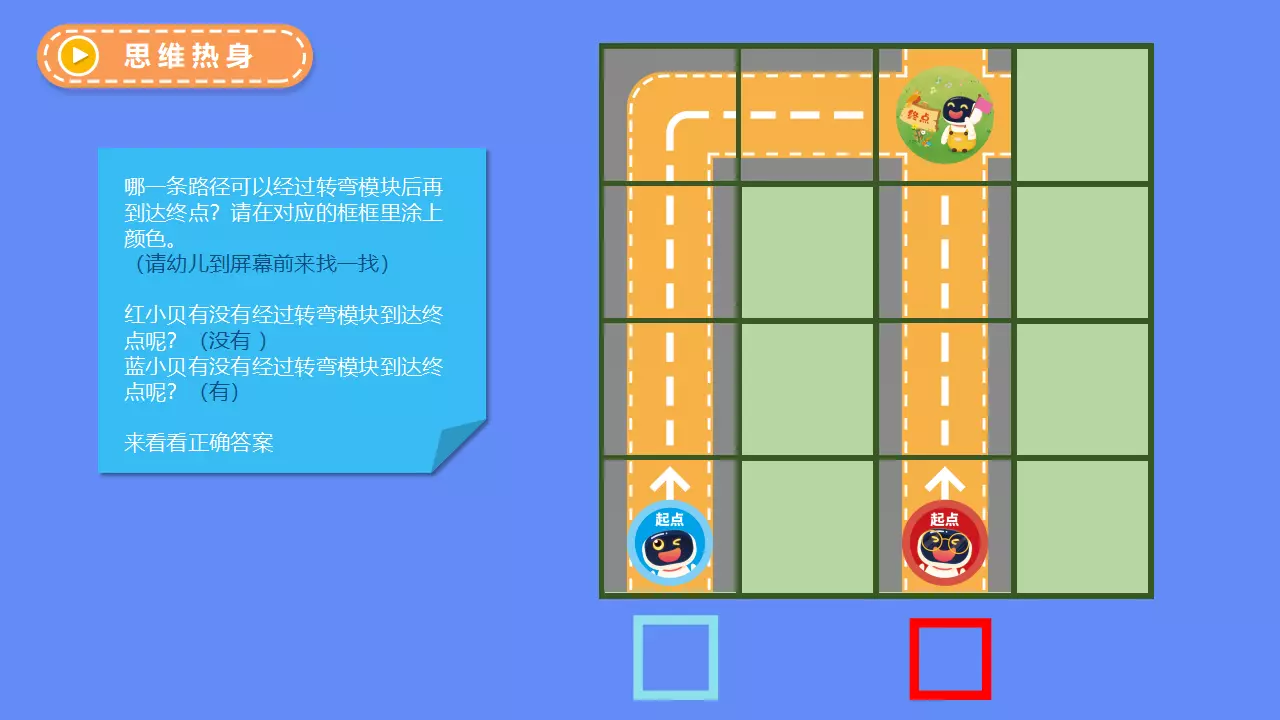 思维热身
哪一条路径可以经过转弯模块后再
到达终点？请在对应的框框里涂上
颜色。
（请幼儿到屏幕前来找一找）
红小贝有没有经过转弯模块到达终
点呢？（没有 ）
蓝小贝有没有经过转弯模块到达终
点呢？（有）
来看看正确答案
终点
起点
起点